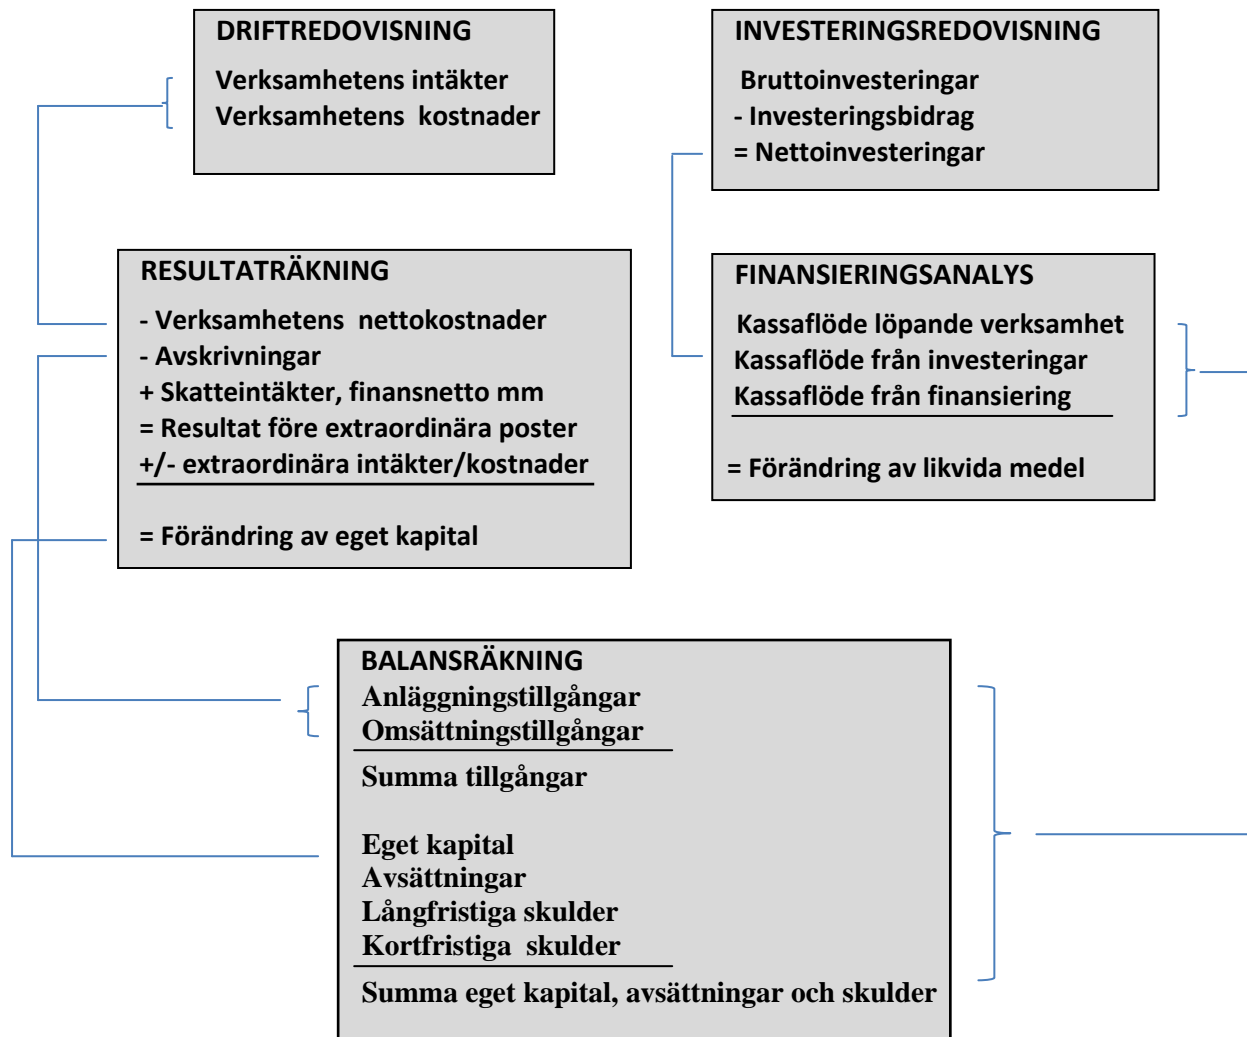 DRIFTREDOVISNING
Verksamhetens intäkter
Verksamhetens kostnader
INVESTERINGSREDOVISNING
Bruttoinvesteringar
- Investeringsbidrag
= Nettoinvesteringar
RESULTATRÄKNING
- Verksamhetens nettokostnader
- Avskrivningar
+ Skatteintäkter, finansnetto mm
= Resultat före extraordinära poster
+/- extraordinära intäkter/kostnader
= Förändring av eget kapital
FINANSIERINGSANALYS
Kassaflöde löpande verksamhet
Kassaflöde från investeringar
Kassaflöde från finansiering
= Förändring av likvida medel
BALANSRÄKNING
Anläggningstillgångar
Omsättningstillgångar
Summa tillgångar
Eget kapital
Avsättningar
Långfristiga skulder
Kortfristiga skulder
Summa eget kapital, avsättningar och skulder